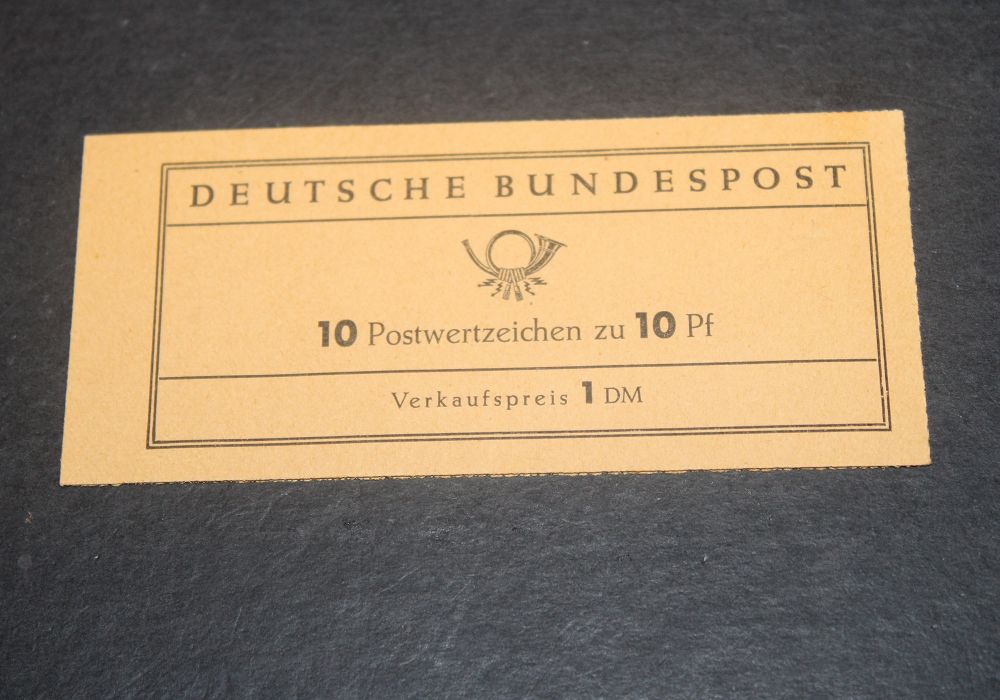 DEUTSCHE BUNDESPOST
10 Postwertzeichen zu 10 Pf
Verkaufspreis 1 DM